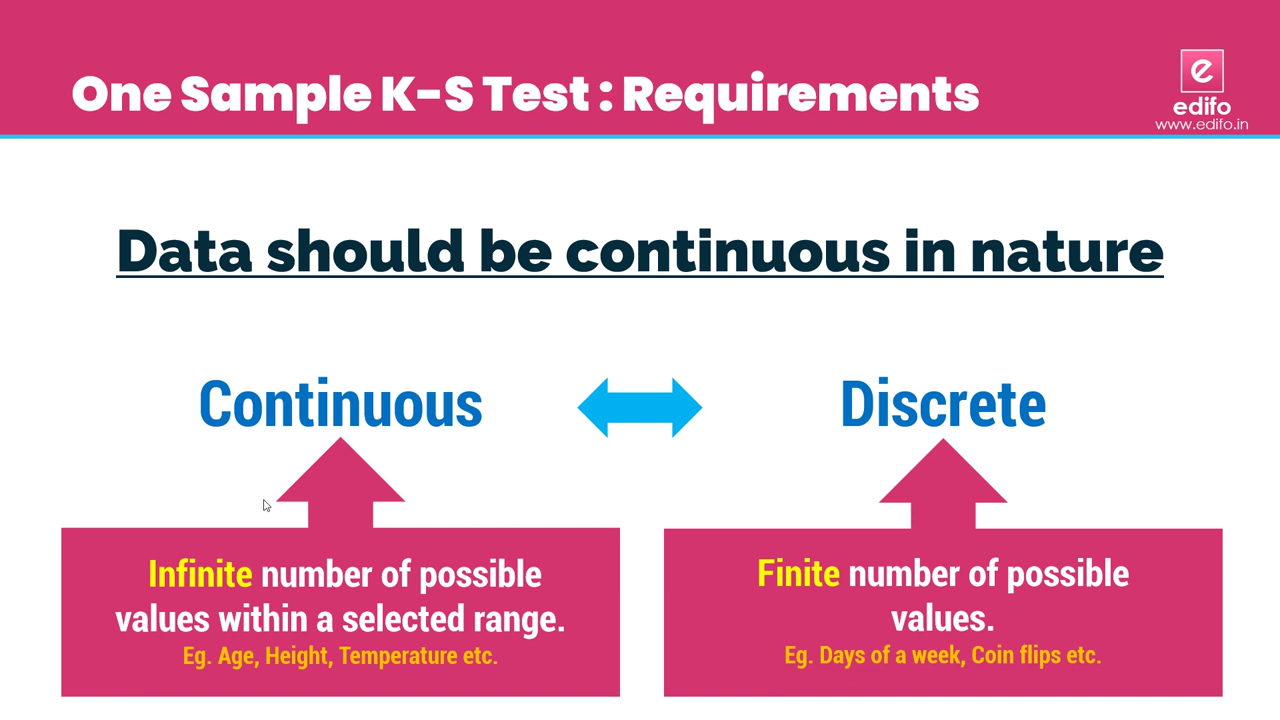 One Sample K-S Test : Requirements
e
edifo
www.edifo.in
Data should be continuous in nature
Continuous
Discrete
Infinite number of possible
values within a selected range.
Eg. Age, Height, Temperature etc.
Finite number of possible
values.
Eg. Days of a week, Coin flips etc.